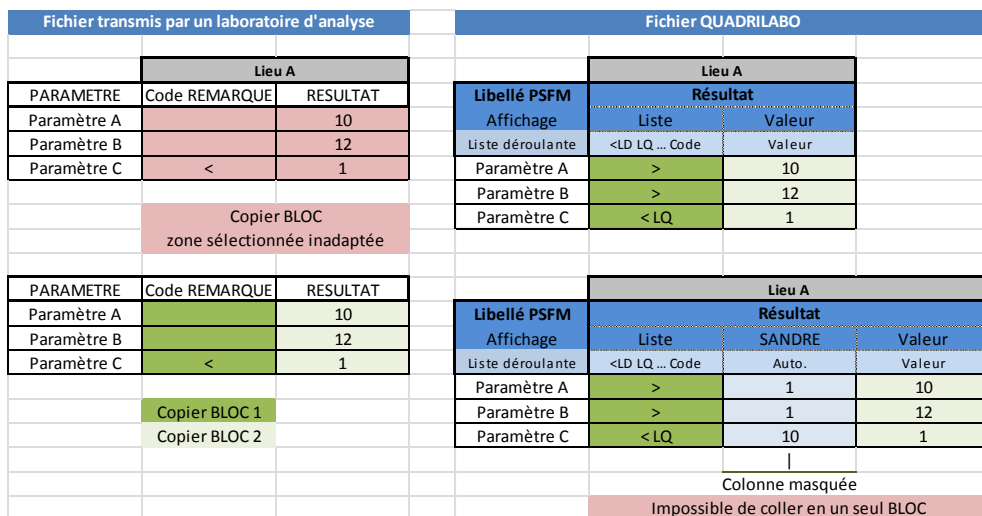 Fichier transmis par un laboratoire d'analyse
Fichier QUADRILABO
Lieu A
PARAMETRE Code REMARQUE RESULTAT
Paramètre A 10
Paramètre B 12
Paramètre C < 1
Copier BLOC
zone sélectionnée inadaptée
Lieu A
Libellé PSFM Résultat
Affichage Liste Valeur
Liste déroulante <LD LQ ... Code Valeur
Paramètre A > 10
Paramètre B > 12
Paramètre C < LQ 1
PARAMETRE Code REMARQUE RESULTAT
Paramètre A 10
Paramètre B 12
Paramètre C < 1
Copier BLOC 1
Copier BLOC 2
Lieu A
Libellé PSFM Résultat
Affichage Liste SANDRE Valeur
Liste déroulante <LD LQ ... Code Auto. Valeur
Paramètre A > 1 10
Paramètre B > 1 12
Paramètre C < LQ 10 1
|
Colonne masquée
Impossible de coller en un seul BLOC